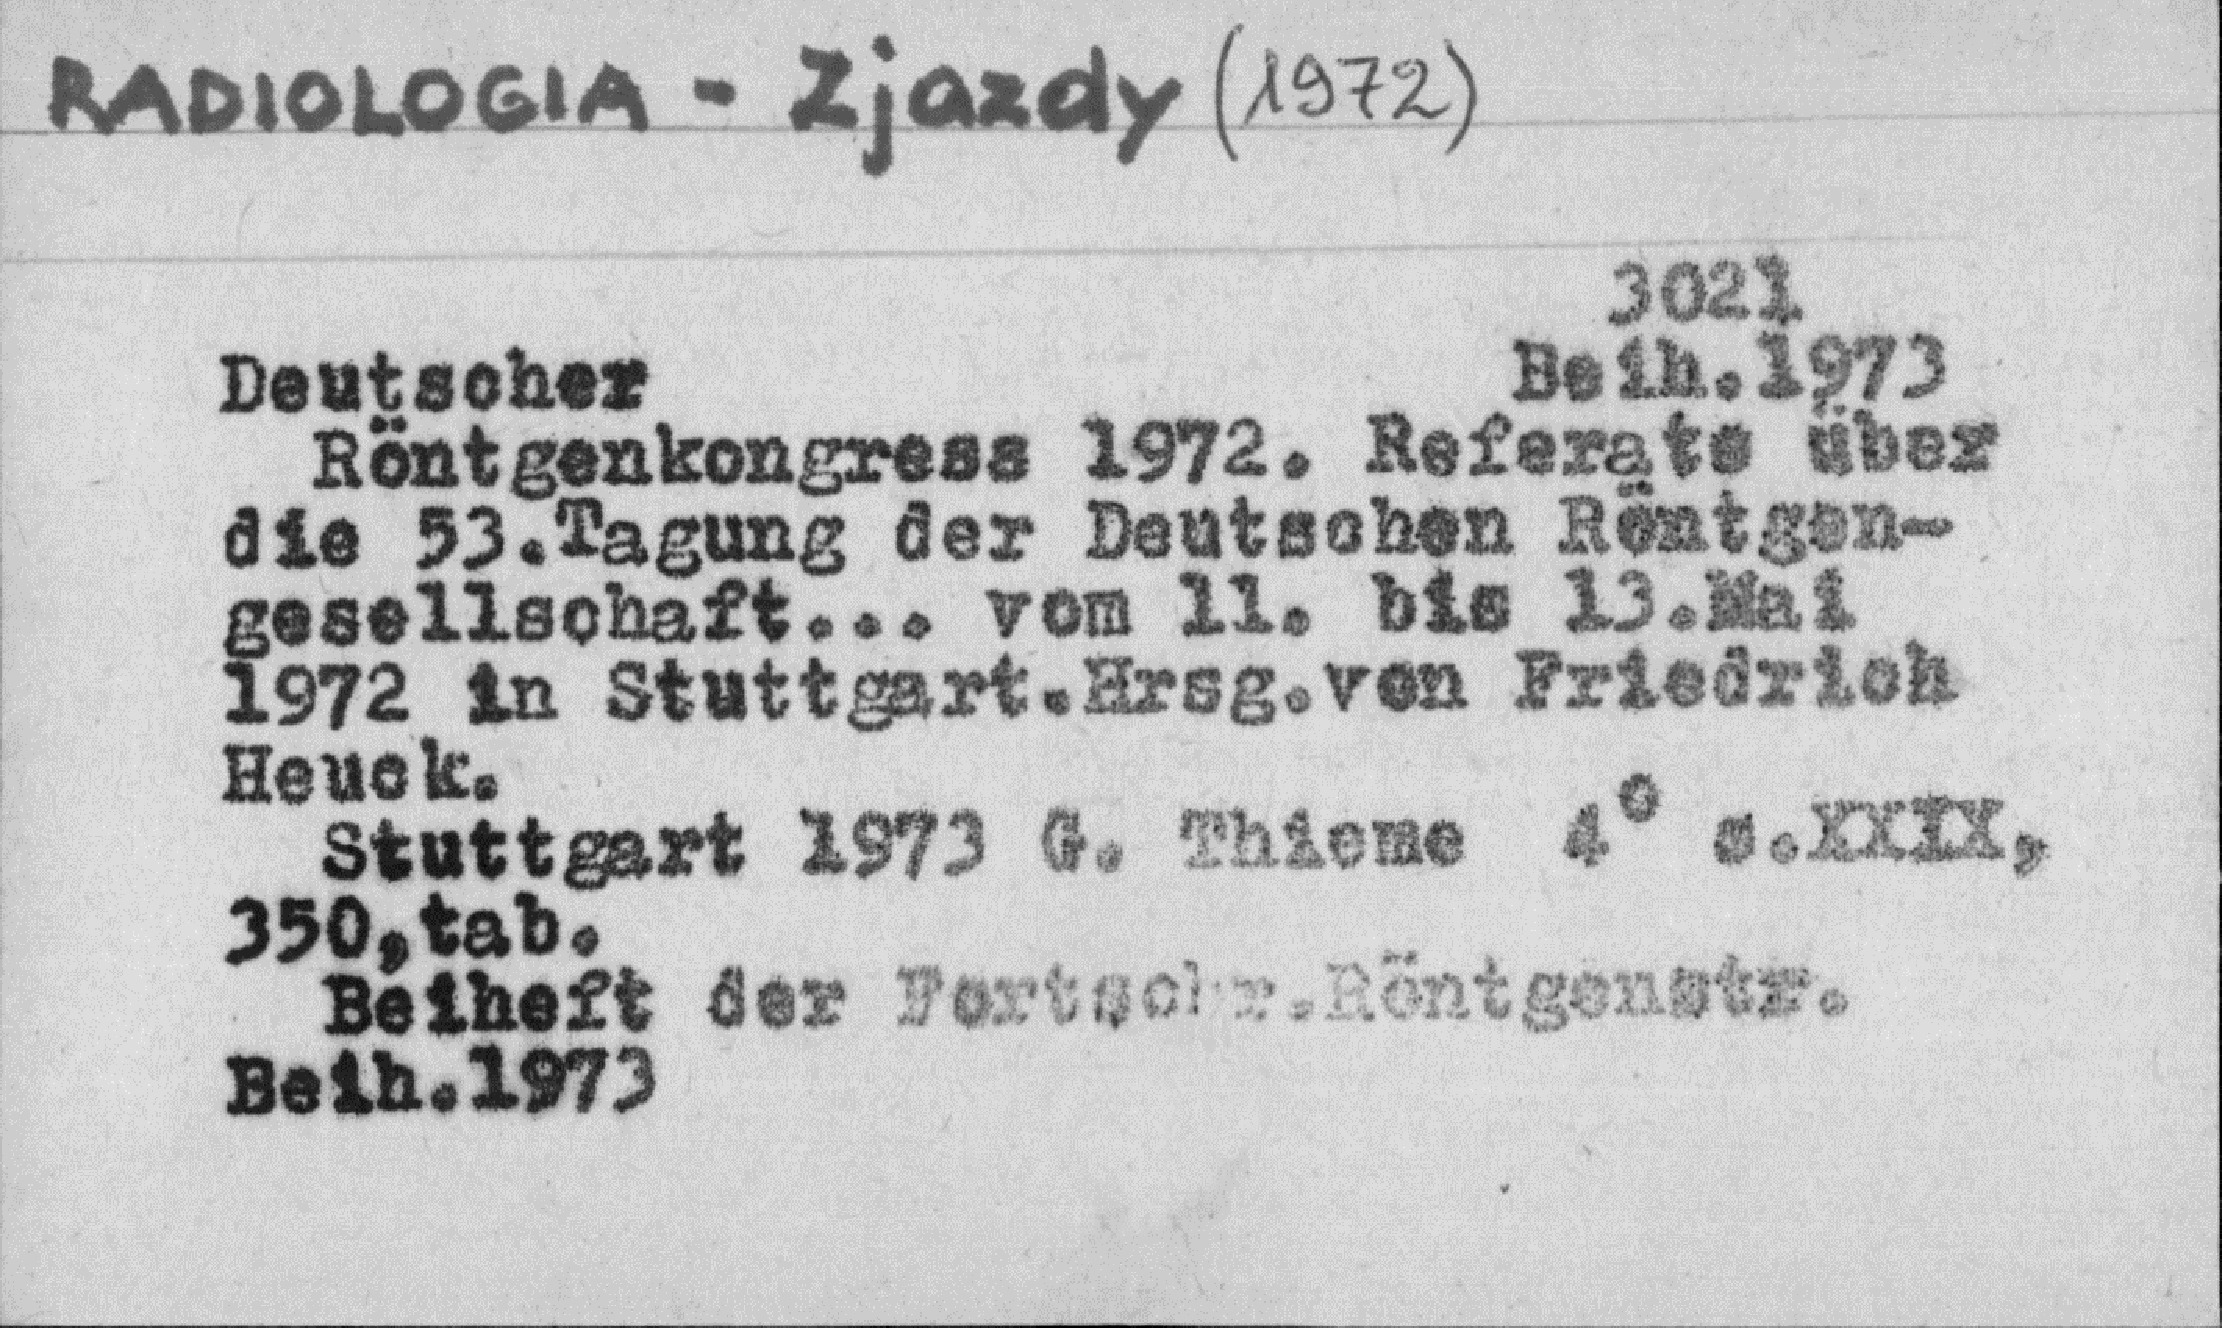 RADIOLOGIA - Zjazdy (1972)
3021
Beih.1973
Deutscher
Röntgenkongress 1972. Referate über
die 53.Tagung der Deutschen Röntgen-
gesellschaft... vom 11. bis 13.Mai
1972 in Stuttgart.Hrsg.von Friedrich
Heuck.
Stuttgart 1973 G. Thieme 4° s.XXIX,
350,tab.
Beiheft der Fortschr.Röntgenstr.
Beih.1973